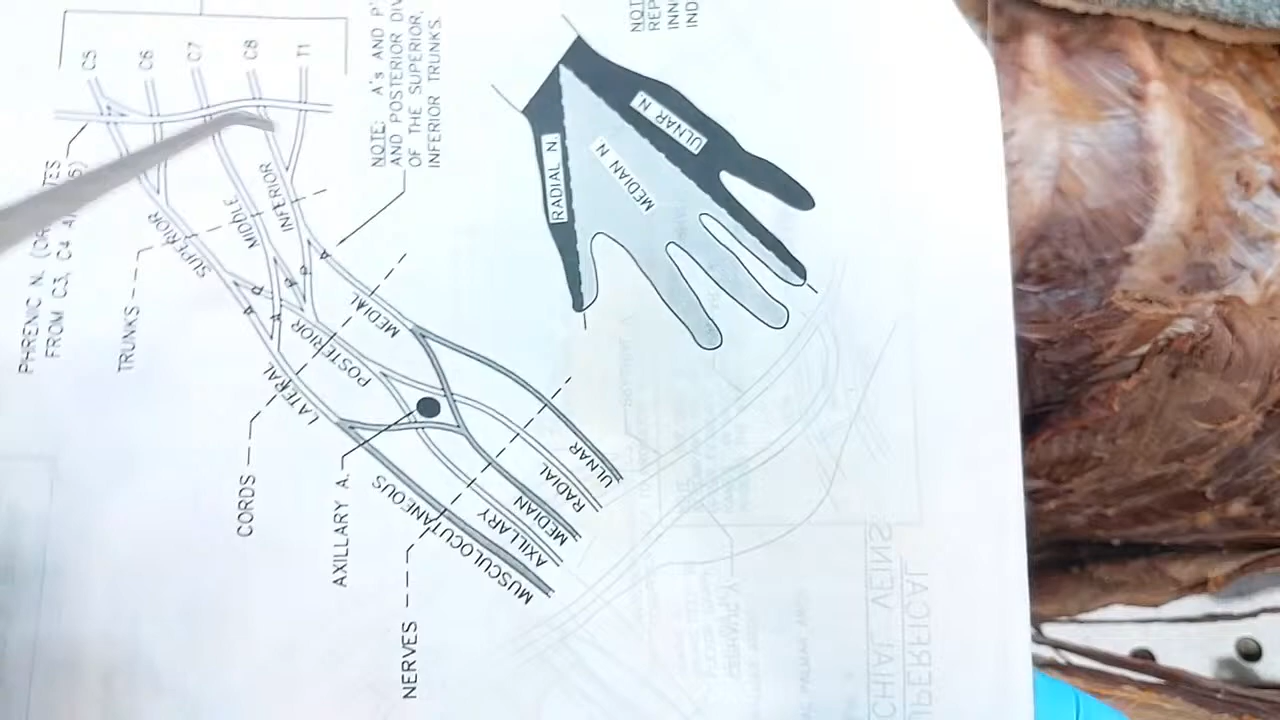 C5
C6
C7
C8
T1
PHRENIC N.
FROM C3, C4
NOTE: A's AND P'
AND POSTERIOR DIV
OF THE SUPERIOR,
INFERIOR TRUNKS.
TRUNKS
SUPERIOR
MIDDLE
INFERIOR
A
P
A
P
P
A
CORDS
LATERAL
POSTERIOR
MEDIAL
AXILLARY A.
NERVES
MUSCULOCUTANEOUS
AXILLARY
MEDIAN
RADIAL
ULNAR
RADIAL N.
MEDIAN N.
ULNAR N.
NOT
REP
INN
IND
CHIAL VEINS
UPERFICAL